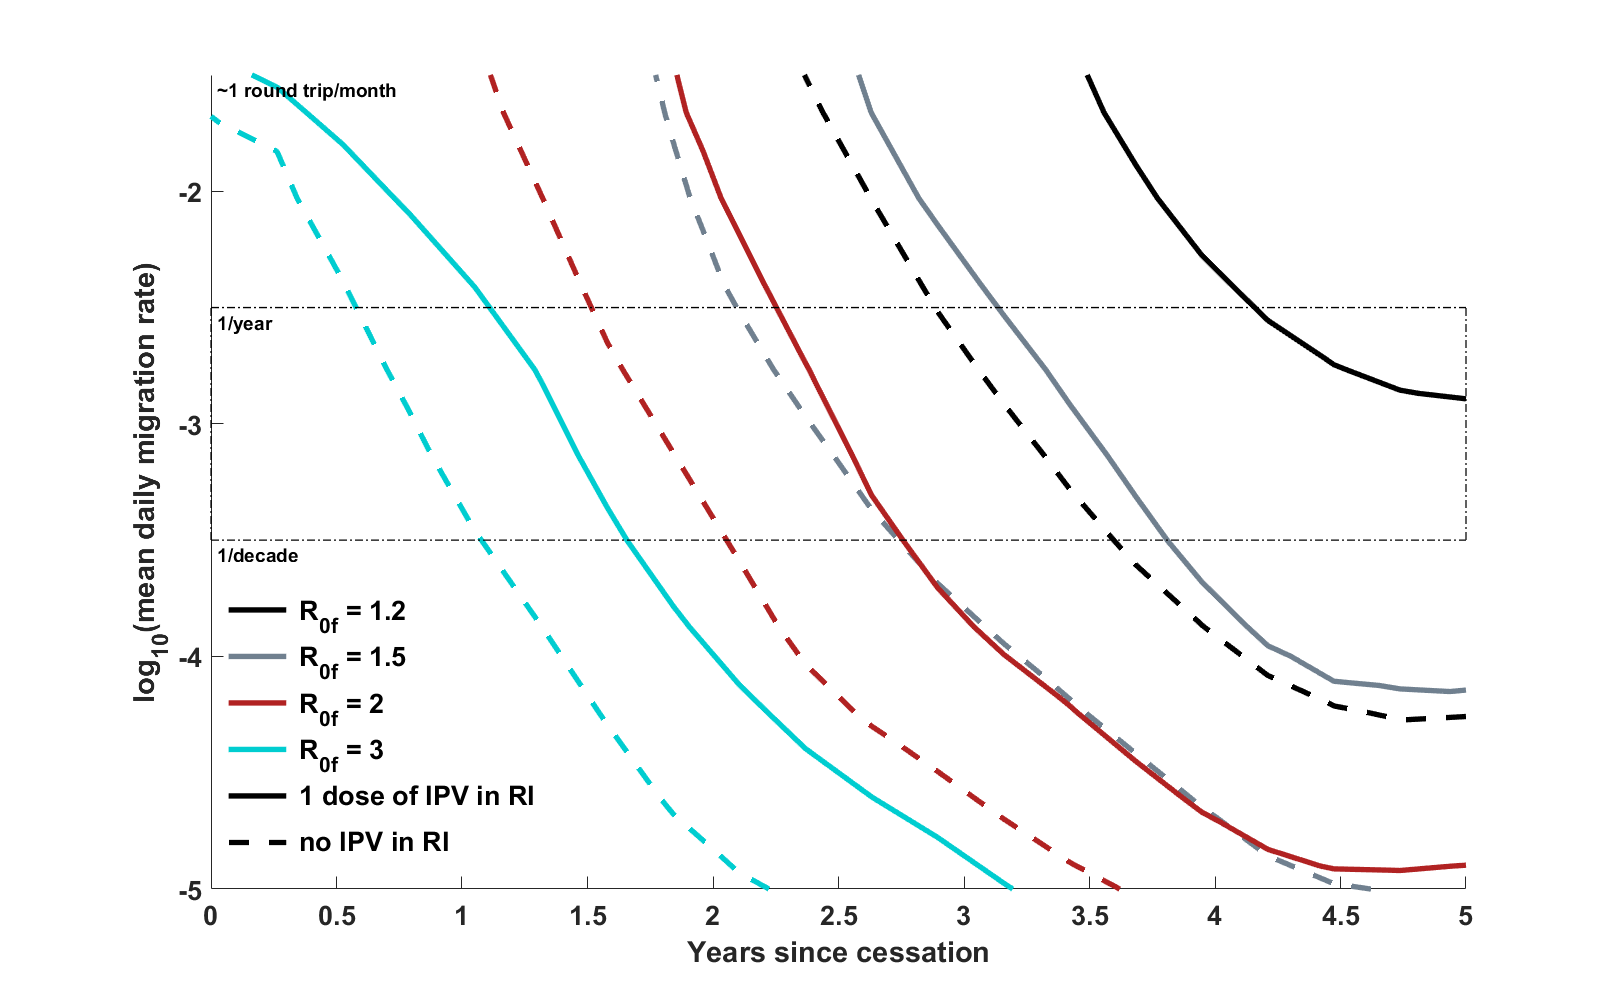 ~1 round trip/month
-2
1/year
-3
log10(mean daily migration rate)
1/decade
R0f = 1.2
-4
R0f = 1.5
R0f = 2
R0f = 3
1 dose of IPV in RI
no IPV in RI
-5
0 0.5 1 1.5 2 2.5 3 3.5 4 4.5 5
Years since cessation